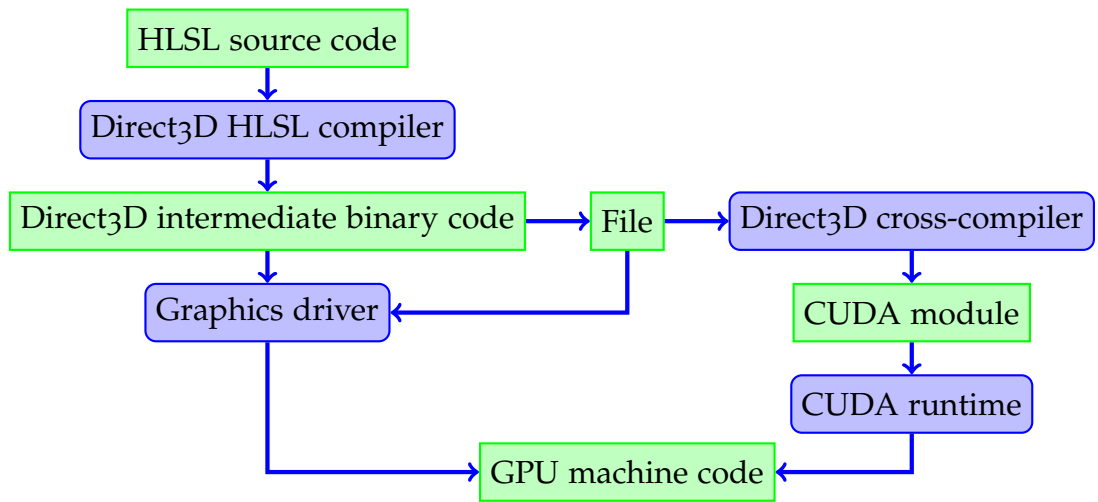 HLSL source code
Direct3D HLSL compiler
Direct3D intermediate binary code
File
Direct3D cross-compiler
Graphics driver
CUDA module
CUDA runtime
GPU machine code